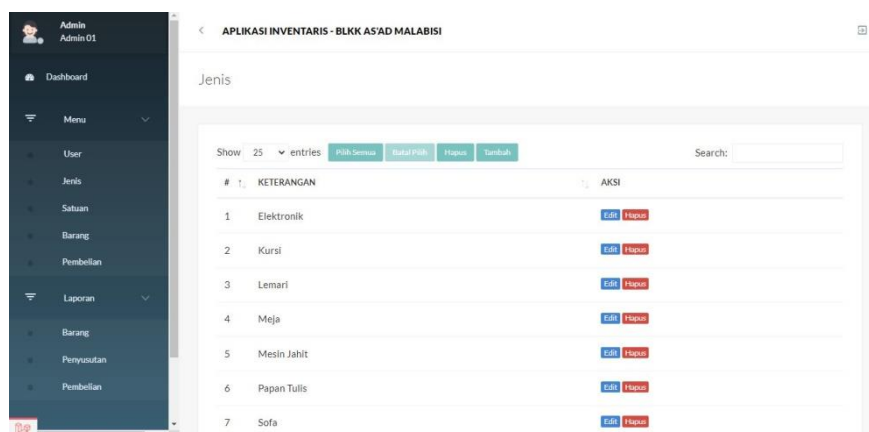 Admin
Admin 01
APLIKASI INVENTARIS - BLKK AS'AD MALABISI
Dashboard
Jenis
Menu
User
Jenis
Satuan
Barang
Pembelian
Laporan
Barang
Penyusutan
Pembelian
Show 25 entries Pilih Semua Batal Pilih Hapus Tambah Search:
# KETERANGAN AKSI
1 Elektronik Edit Hapus
2 Kursi Edit Hapus
3 Lemari Edit Hapus
4 Meja Edit Hapus
5 Mesin Jahit Edit Hapus
6 Papan Tulis Edit Hapus
7 Sofa Edit Hapus